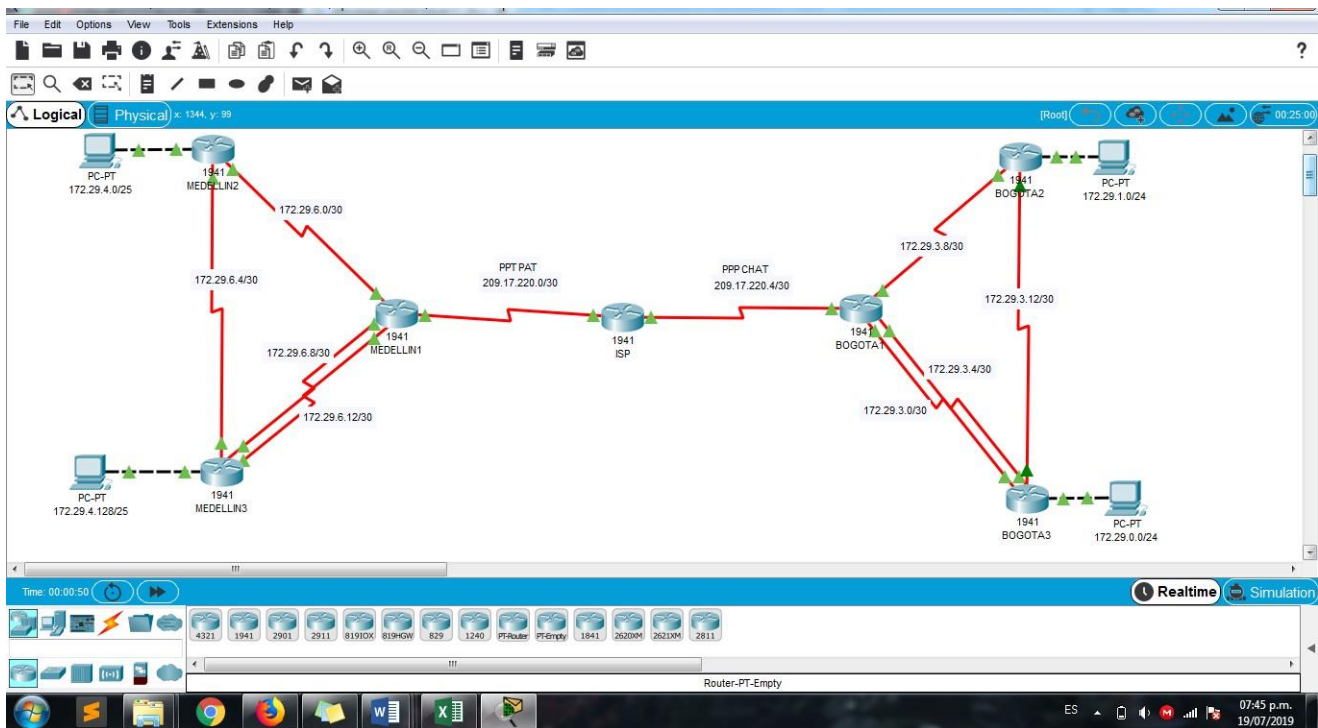 File Edit Options View Tools Extensions Help
?
Logical Physical x: 1344, y: 99 [Root] 00:25:00
PC-PT
172.29.4.0/25
1941
MEDELLIN2
172.29.6.0/30
172.29.6.4/30
PPT PAT
209.17.220.0/30
PPP CHAT
209.17.220.4/30
1941
BOGOTA2
PC-PT
172.29.1.0/24
172.29.3.8/30
172.29.3.12/30
1941
MEDELLIN1
1941
ISP
1941
BOGOTA1
172.29.6.8/30
172.29.6.12/30
172.29.3.4/30
172.29.3.0/30
PC-PT
172.29.4.128/25
1941
MEDELLIN3
1941
BOGOTA3
PC-PT
172.29.0.0/24
Time: 00:00:50 Realtime Simulation
4321 1941 2901 2911 819IOX 819HGW 829 1240 PT-Router PT-Empty 1841 2620XM 2621XM 2811
Router-PT-Empty
ES 07:45 p.m.
19/07/2019